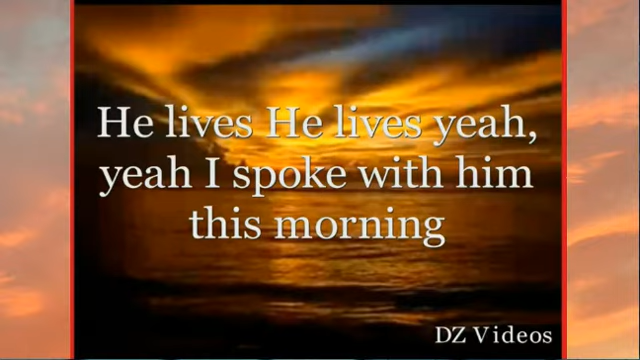 He lives He lives yeah,
yeah I spoke with him
this morning
DZ Videos